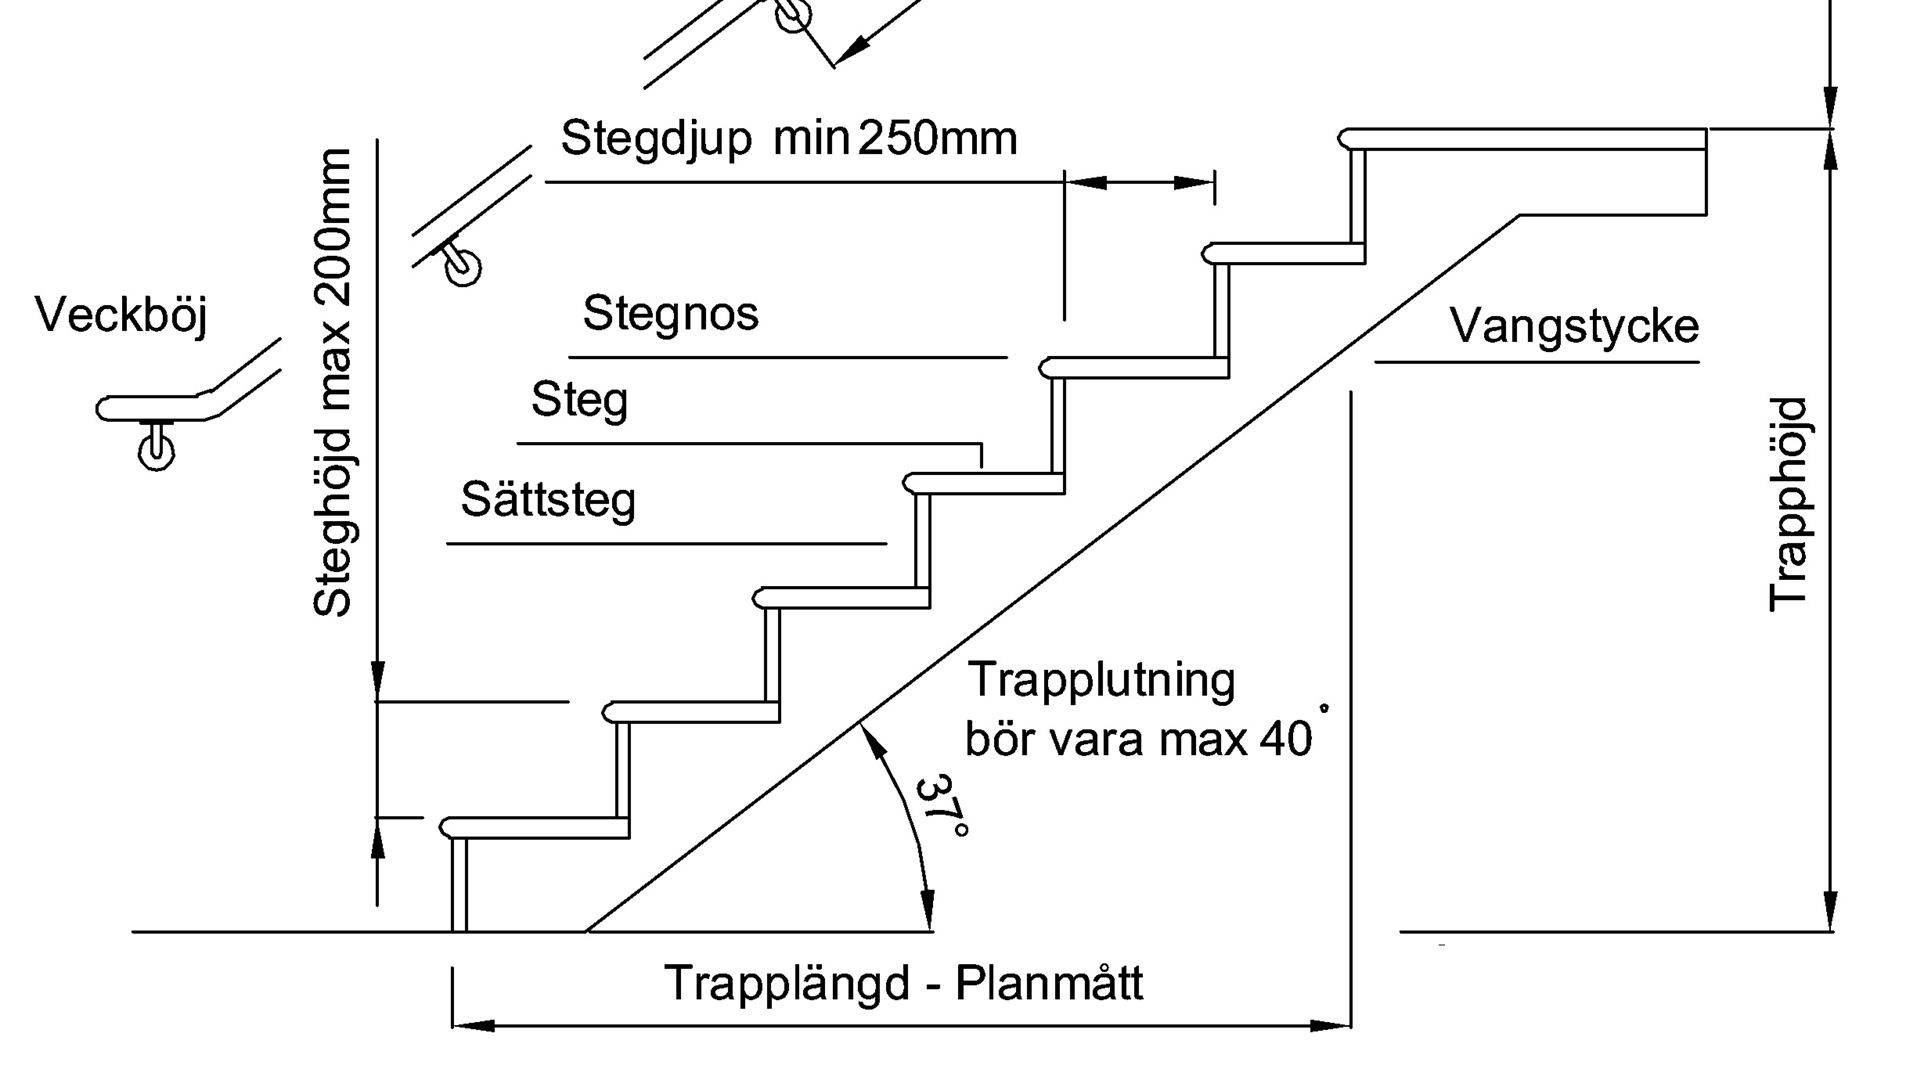 Stegdjup min 250mm
Steghöjd max 200mm
Veckböj
Stegnos
Vangstycke
Steg
Sättsteg
Trapphöjd
Trapplutning
bör vara max 40°
37°
Trapplängd - Planmått